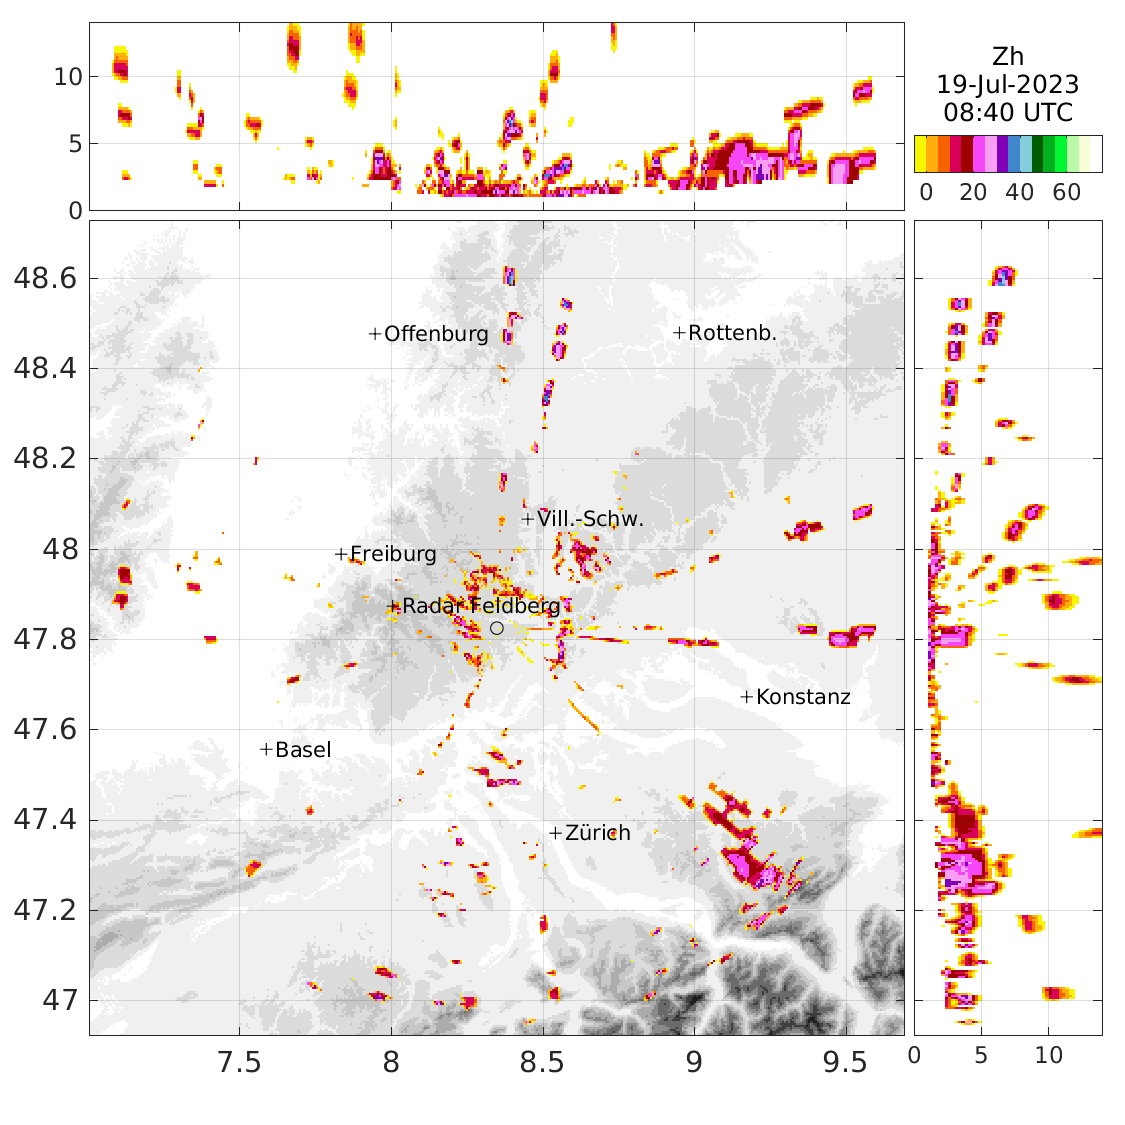 Zh
19-Jul-2023
08:40 UTC
0 20 40 60
10
5
0
48.6
48.4
48.2
48
47.8
47.6
47.4
47.2
47
+Offenburg
+Rottenb.
+Vill.-Schw.
+Freiburg
+Radar Feldberg
+Konstanz
+Basel
+Zürich
7.5 8 8.5 9 9.5
0 5 10